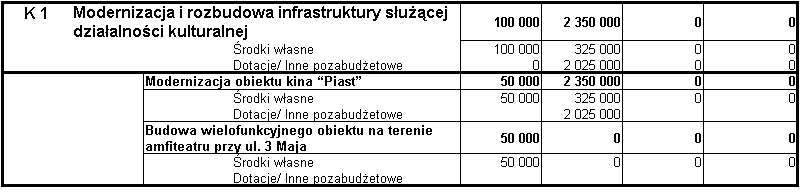 K 1 Modernizacja i rozbudowa infrastruktury służącej
działalności kulturalnej 100 000 2 350 000 0 0
Środki własne 100 000 325 000 0 0
Dotacje/ Inne pozabudżetowe 0 2 025 000 0 0
Modernizacja obiektu kina “Piast” 50 000 2 350 000 0 0
Środki własne 50 000 325 000 0 0
Dotacje/ Inne pozabudżetowe 2 025 000
Budowa wielofunkcyjnego obiektu na terenie
amfiteatru przy ul. 3 Maja 50 000 0 0 0
Środki własne 50 000 0 0 0
Dotacje/ Inne pozabudżetowe